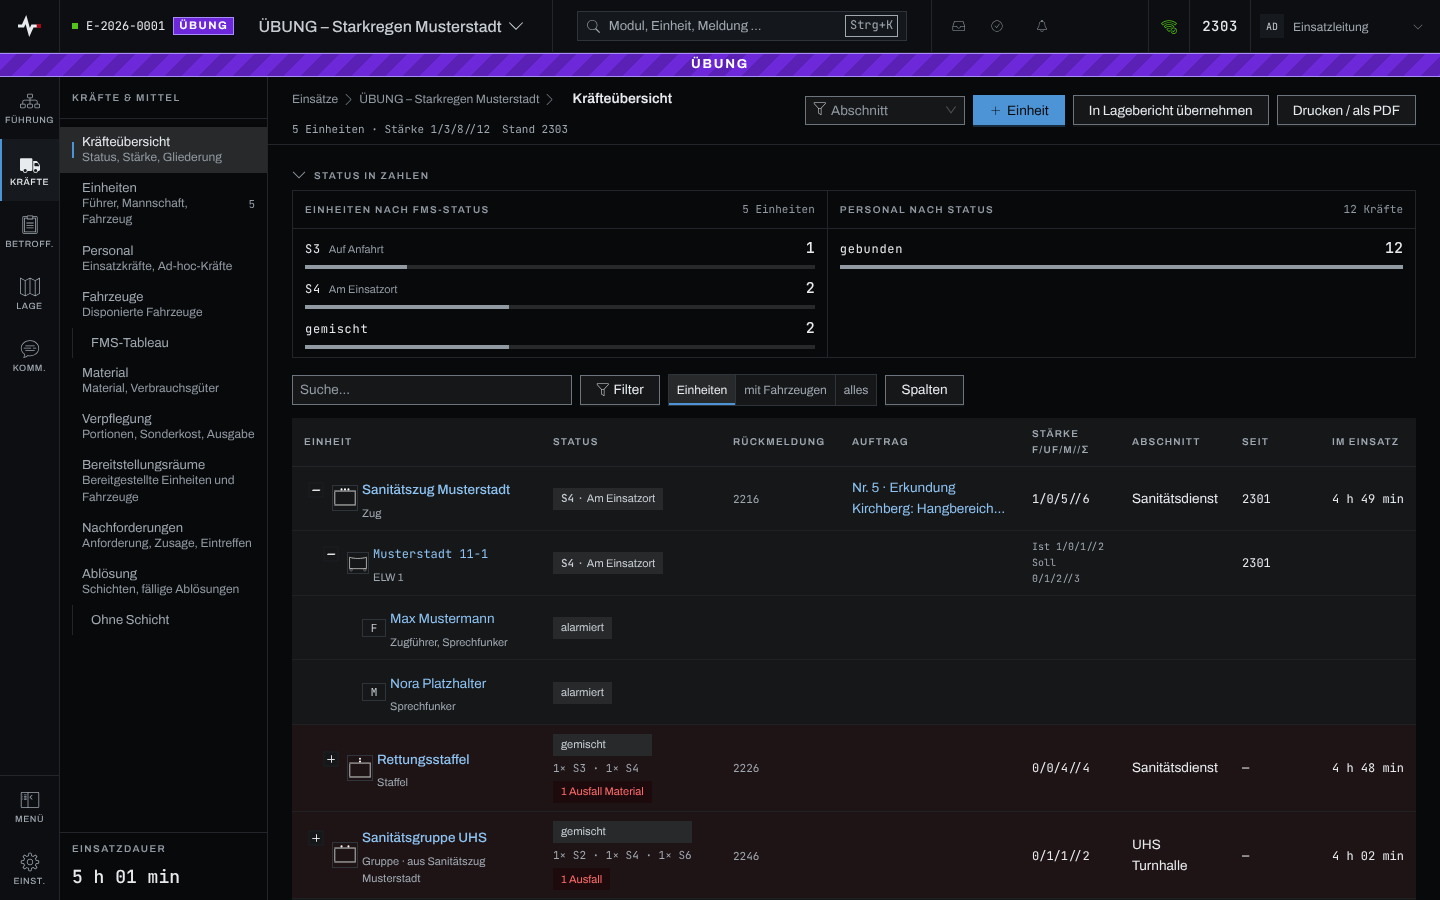 E-2026-0001 ÜBUNG ÜBUNG – Starkregen Musterstadt Modul, Einheit, Meldung ... Strg+K 2303 AD Einsatzleitung
ÜBUNG
FÜHRUNG
KRÄFTE
BETROFF.
LAGE
KOMM.
MENÜ
EINST.
KRÄFTE & MITTEL
Kräfteübersicht
Status, Stärke, Gliederung
Einheiten
Führer, Mannschaft, 5
Fahrzeug
Personal
Einsatzkräfte, Ad-hoc-Kräfte
Fahrzeuge
Disponierte Fahrzeuge
FMS-Tableau
Material
Material, Verbrauchsgüter
Verpflegung
Portionen, Sonderkost, Ausgabe
Bereitstellungsräume
Bereitgestellte Einheiten und
Fahrzeuge
Nachforderungen
Anforderung, Zusage, Eintreffen
Ablösung
Schichten, fällige Ablösungen
Ohne Schicht
EINSATZDAUER
5 h 01 min
Einsätze ÜBUNG – Starkregen Musterstadt Kräfteübersicht
5 Einheiten · Stärke 1/3/8//12 Stand 2303
Abschnitt + Einheit In Lagebericht übernehmen Drucken / als PDF
STATUS IN ZAHLEN
EINHEITEN NACH FMS-STATUS 5 Einheiten
S3 Auf Anfahrt 1
S4 Am Einsatzort 2
gemischt 2
PERSONAL NACH STATUS 12 Kräfte
gebunden 12
Suche... Filter Einheiten mit Fahrzeugen alles Spalten
EINHEIT STATUS RÜCKMELDUNG AUFTRAG STÄRKE F/UF/M//Σ ABSCHNITT SEIT IM EINSATZ
Sanitätszug Musterstadt S4 · Am Einsatzort 2216 Nr. 5 · Erkundung 1/0/5//6 Sanitätsdienst 2301 4 h 49 min
Zug Kirchberg: Hangbereich...
Musterstadt 11-1 S4 · Am Einsatzort Ist 1/0/1//2 2301
ELW 1 Soll
0/1/2//3
F Max Mustermann alarmiert
Zugführer, Sprechfunker
M Nora Platzhalter alarmiert
Sprechfunker
+ Rettungsstaffel gemischt
Staffel 1× S3 · 1× S4 2226 0/0/4//4 Sanitätsdienst – 4 h 48 min
1 Ausfall Material
+ Sanitätsgruppe UHS gemischt
Gruppe · aus Sanitätszug 1× S2 · 1× S4 · 1× S6 2246 0/1/1//2 UHS – 4 h 02 min
Musterstadt 1 Ausfall Turnhalle